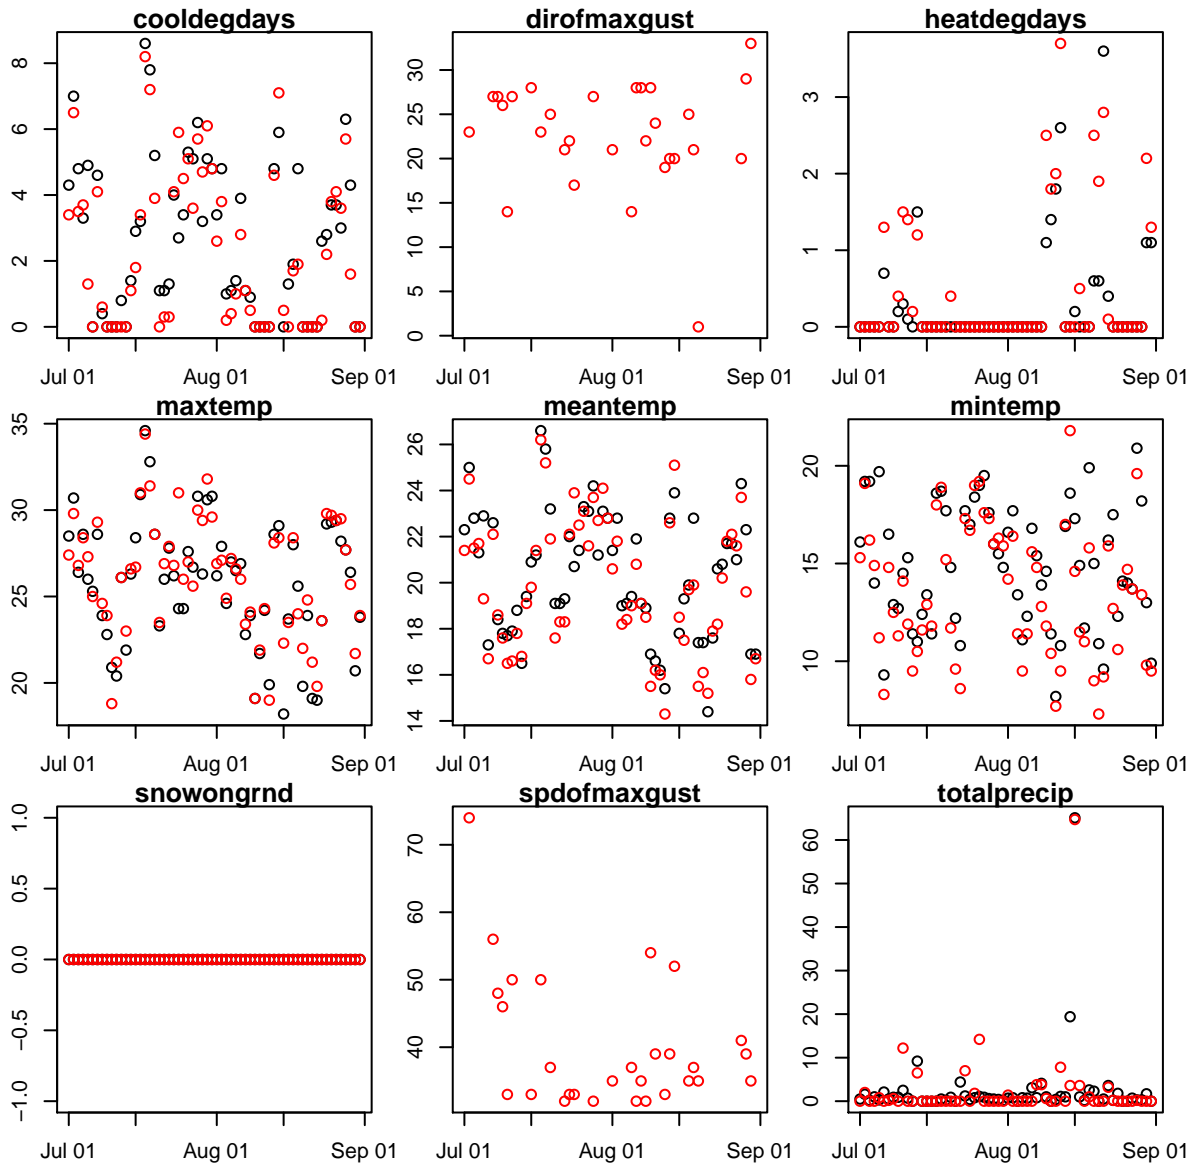 cooldegdays
dirofmaxgust
heatdegdays
0 2 4 6 8
0 5 10 15 20 25 30
0 1 2 3
Jul 01 Aug 01 Sep 01
Jul 01 Aug 01 Sep 01
Jul 01 Aug 01 Sep 01
maxtemp
meantemp
mintemp
20 25 30 35
14 16 18 20 22 24 26
10 15 20
Jul 01 Aug 01 Sep 01
Jul 01 Aug 01 Sep 01
Jul 01 Aug 01 Sep 01
snowongrnd
spdofmaxgust
totalprecip
−1.0 −0.5 0.0 0.5 1.0
40 50 60 70
0 10 20 30 40 50 60
Jul 01 Aug 01 Sep 01
Jul 01 Aug 01 Sep 01
Jul 01 Aug 01 Sep 01